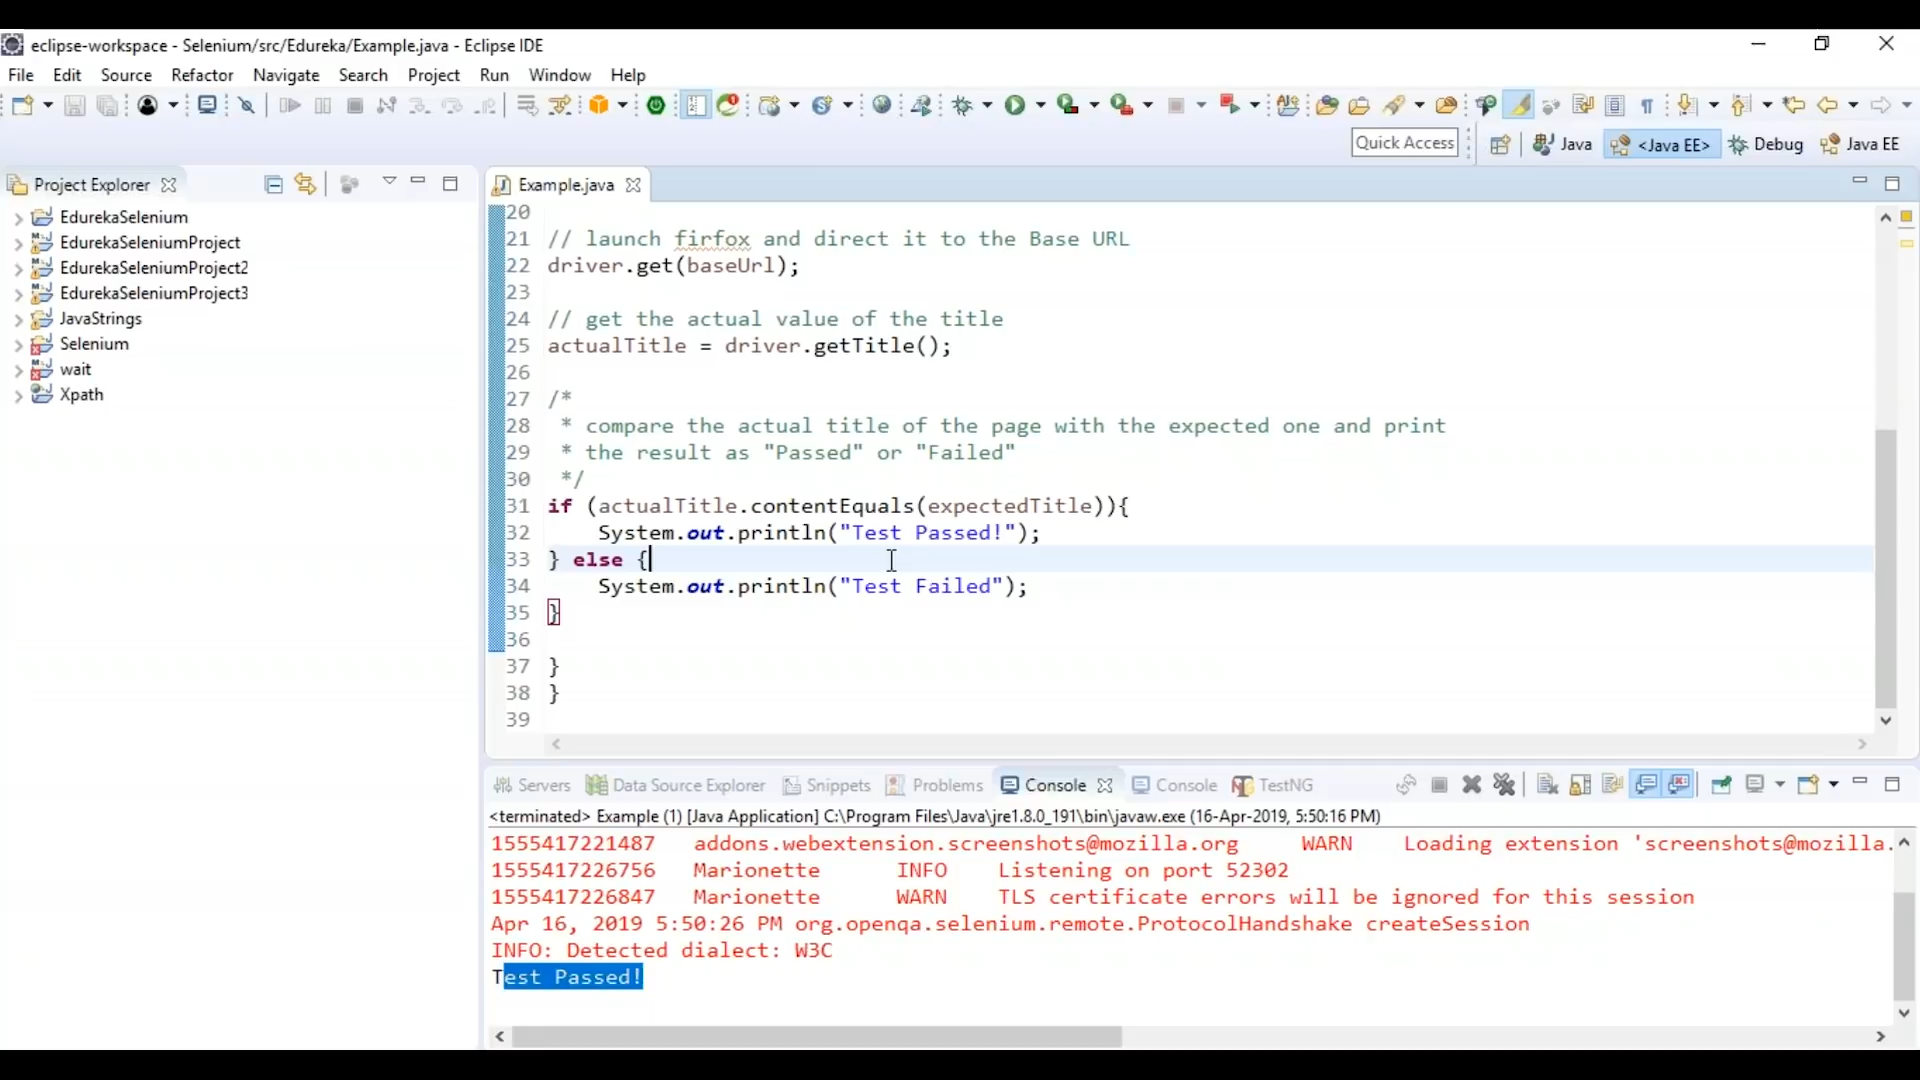 eclipse-workspace - Selenium/src/Edureka/Example.java - Eclipse IDE
File Edit Source Refactor Navigate Search Project Run Window Help
Quick Access Java <Java EE> Debug Java EE
Project Explorer
EdurekaSelenium
EdurekaSeleniumProject
EdurekaSeleniumProject2
EdurekaSeleniumProject3
JavaStrings
Selenium
wait
Xpath
Example.java
20
21 // launch firfox and direct it to the Base URL
22 driver.get(baseUrl);
23
24 // get the actual value of the title
25 actualTitle = driver.getTitle();
26
27 /*
28 * compare the actual title of the page with the expected one and print
29 * the result as "Passed" or "Failed"
30 */
31 if (actualTitle.contentEquals(expectedTitle)){
32 System.out.println("Test Passed!");
33 } else {
34 System.out.println("Test Failed");
35 }
36
37 }
38 }
39
Servers Data Source Explorer Snippets Problems Console Console TestNG
<terminated> Example (1) [Java Application] C:\Program Files\Java\jre1.8.0_191\bin\javaw.exe (16-Apr-2019, 5:50:16 PM)
1555417221487 addons.webextension.screenshots@mozilla.org WARN Loading extension 'screenshots@mozilla.
1555417226756 Marionette INFO Listening on port 52302
1555417226847 Marionette WARN TLS certificate errors will be ignored for this session
Apr 16, 2019 5:50:26 PM org.openqa.selenium.remote.ProtocolHandshake createSession
INFO: Detected dialect: W3C
Test Passed!